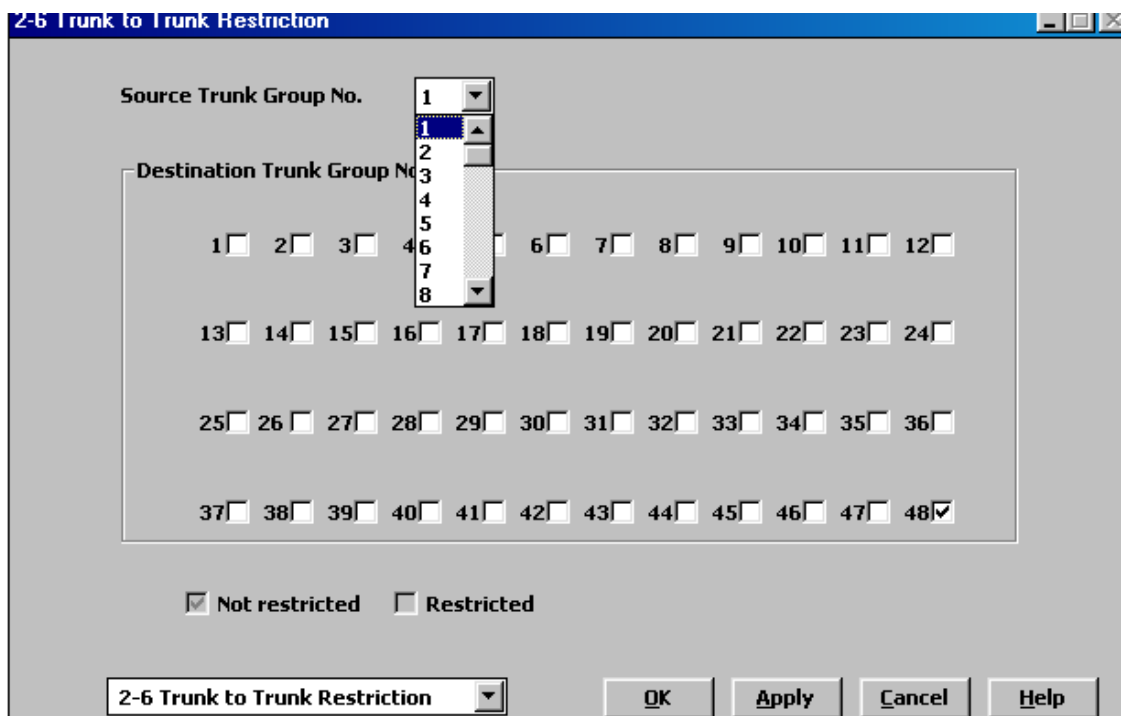 2-6 Trunk to Trunk Restriction
Source Trunk Group No. 1
1
2
Destination Trunk Group No
3
4
5
1 2 3 4 6 6 7 8 9 10 11 12
7
8
13 14 15 16 17 18 19 20 21 22 23 24
25 26 27 28 29 30 31 32 33 34 35 36
37 38 39 40 41 42 43 44 45 46 47 48
Not restricted Restricted
2-6 Trunk to Trunk Restriction OK Apply Cancel Help